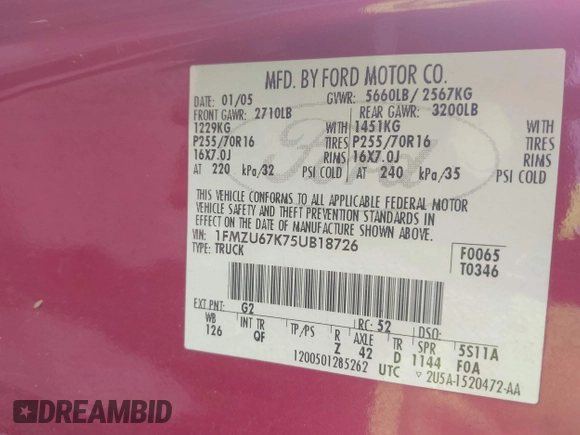 MFD. BY FORD MOTOR CO.
DATE: 01/05 GVWR: 5660LB/ 2567KG
FRONT GAWR: 2710LB REAR GAWR: 3200LB
1229KG WITH 1451KG WITH
P255/70R16 TIRES P255/70R16 TIRES
16X7.0J RIMS 16X7.0J RIMS
AT 220 kPa/32 PSI COLD AT 240 kPa/35 PSI COLD
THIS VEHICLE CONFORMS TO ALL APPLICABLE FEDERAL MOTOR
VEHICLE SAFETY AND THEFT PREVENTION STANDARDS IN
EFFECT ON THE DATE OF MANUFACTURE SHOWN ABOVE.
VIN: 1FMZU67K75UB18726
TYPE: TRUCK
F0065
T0346
EXT PNT: G2 RC: 52 DSO:
WB INT TR TP/PS R AXLE TR SPR 5S11A
126 QF Z 42 D 1144 FOA
1200501285262 UTC ▽ 2U5A-1520472-AA
Ford
DREAMBID